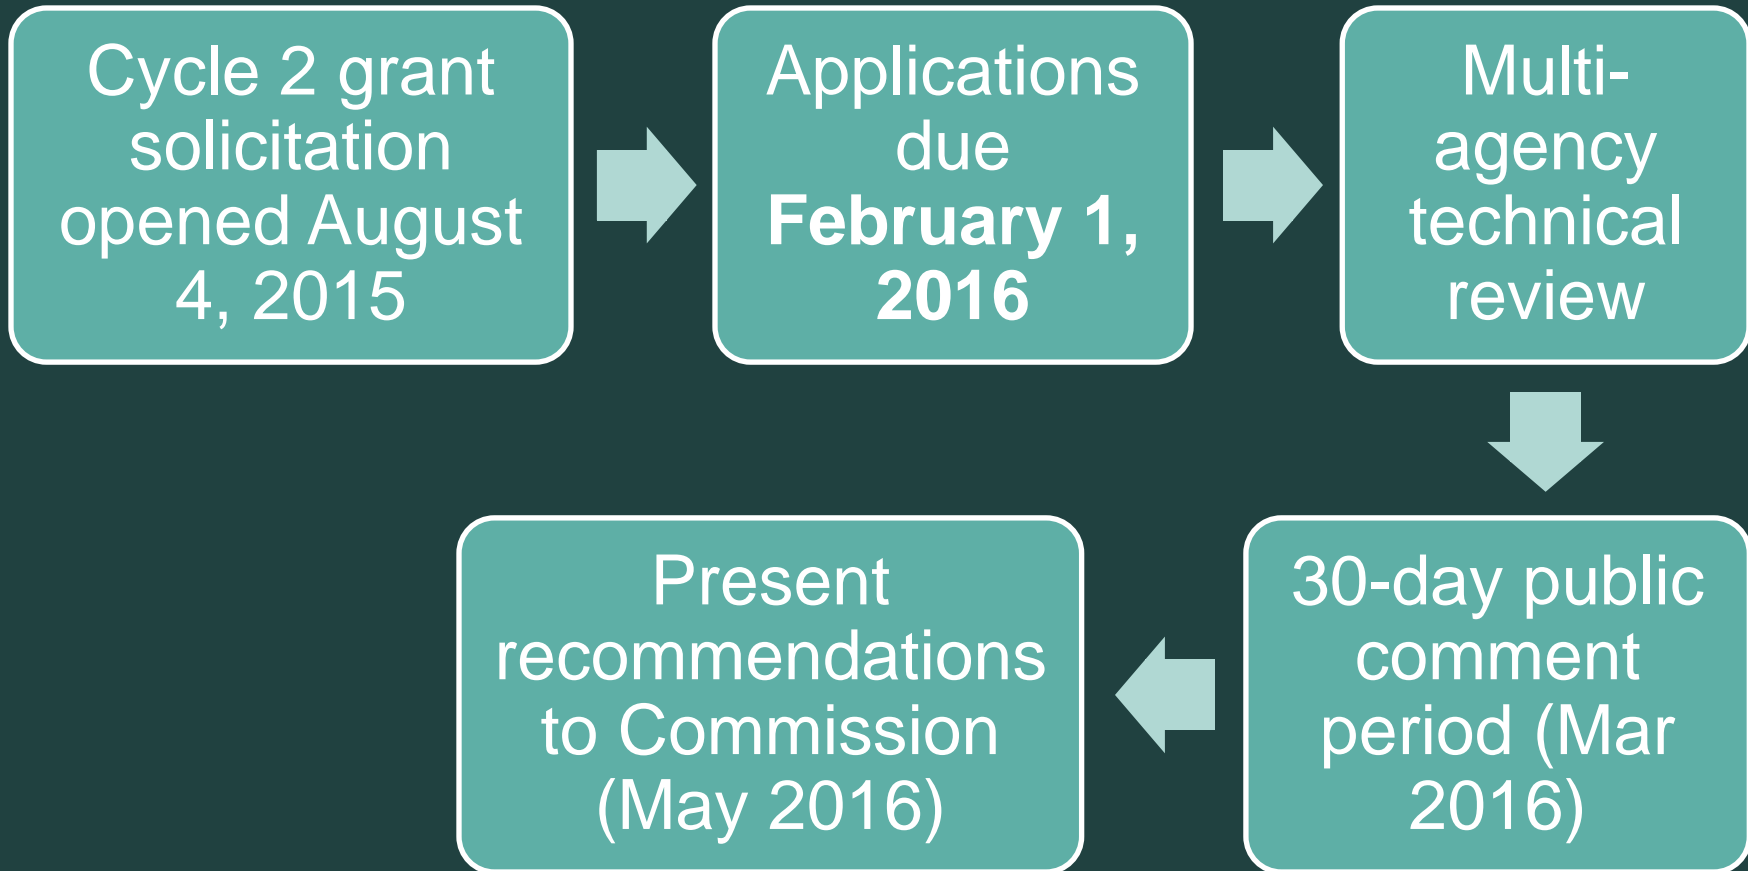 Cycle 2 grant
solicitation
opened August
4, 2015
Applications
due
February 1,
2016
Multi-
agency
technical
review
30-day public
comment
period (Mar
2016)
Present
recommendations
to Commission
(May 2016)